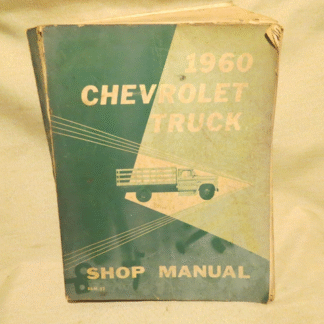 1960
CHEVROLET
TRUCK
SHOP MANUAL